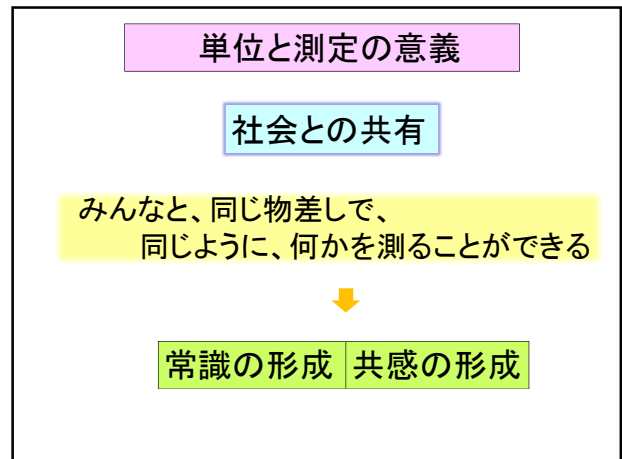 単位と測定の意義
社会との共有
みんなと、同じ物差しで、
同じように、何かを測ることができる
常識の形成 共感の形成